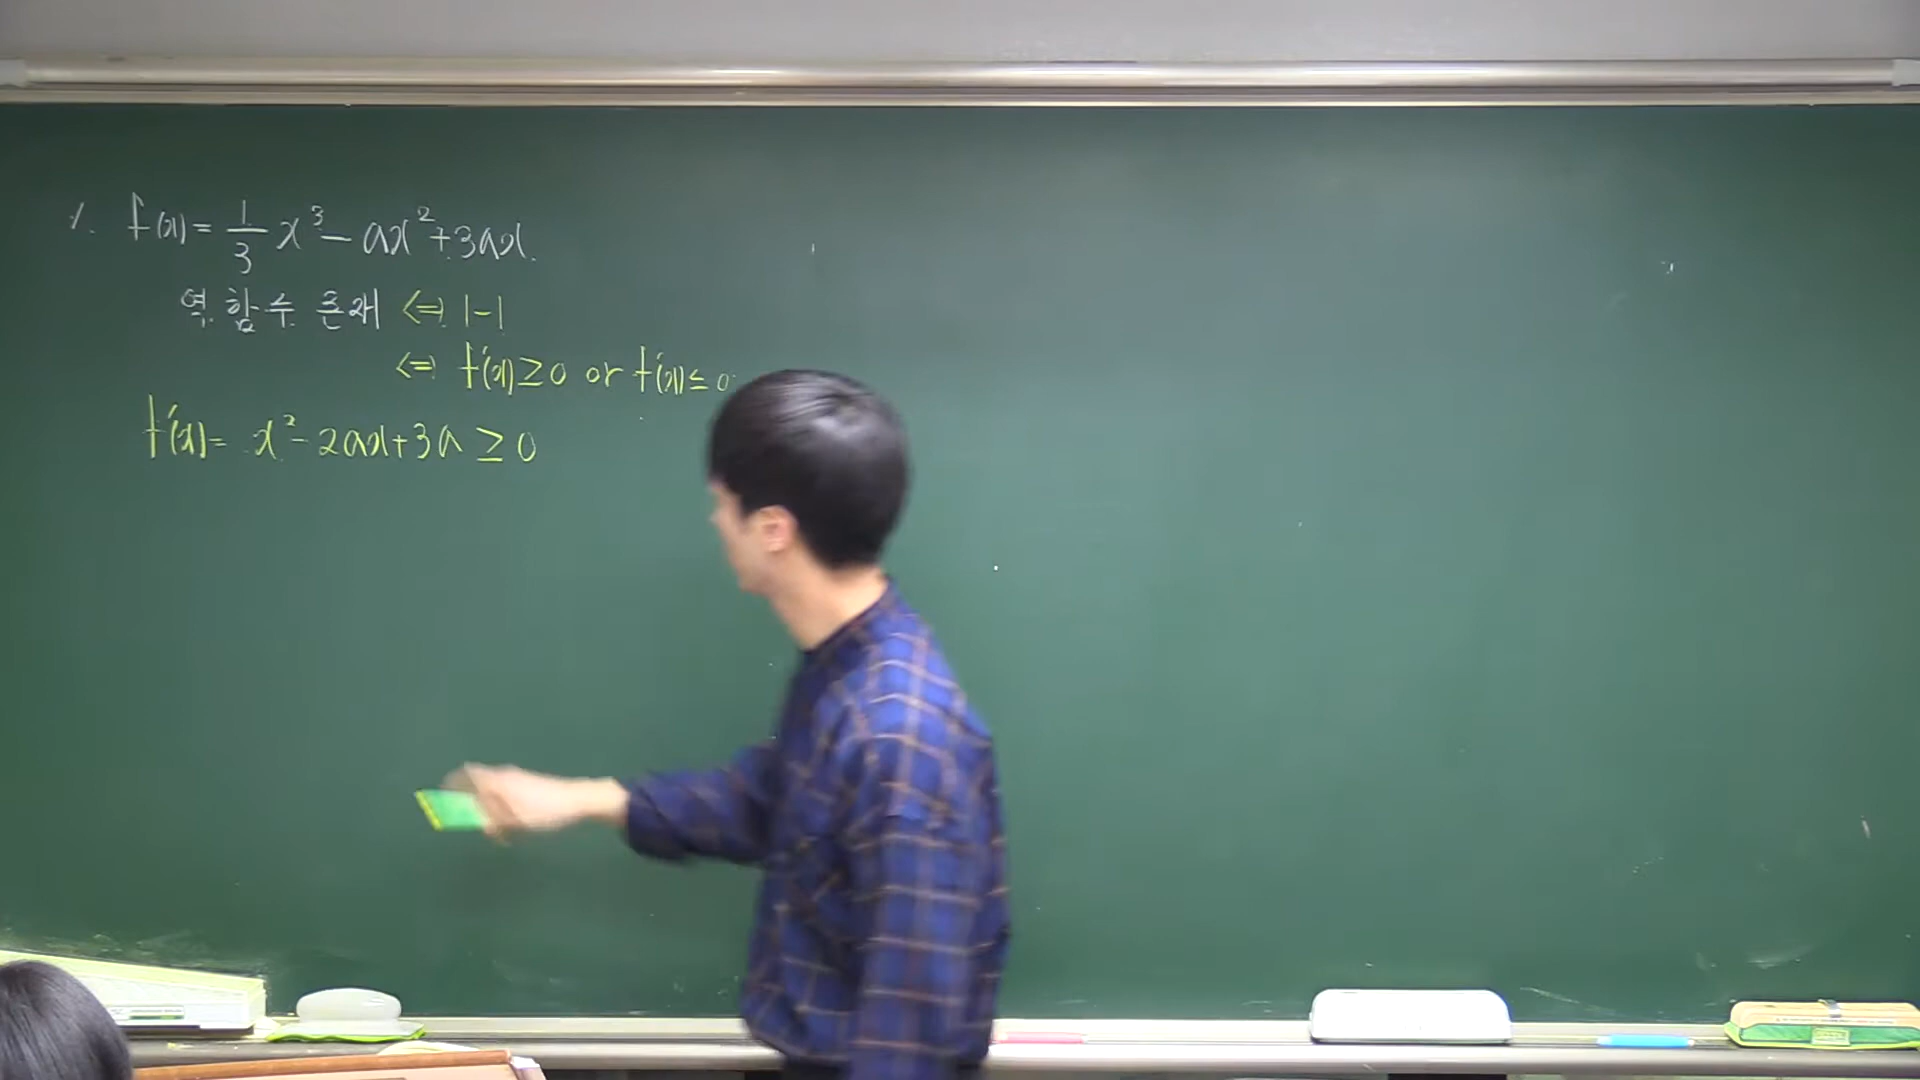 1. f(x) = 1/3 x³ - ax² + 3ax.
역함수 존재 ⇔ 1-1
⇔ f'(x) ≥ 0 or f'(x) ≤ 0
f'(x) = x² - 2ax + 3a ≥ 0